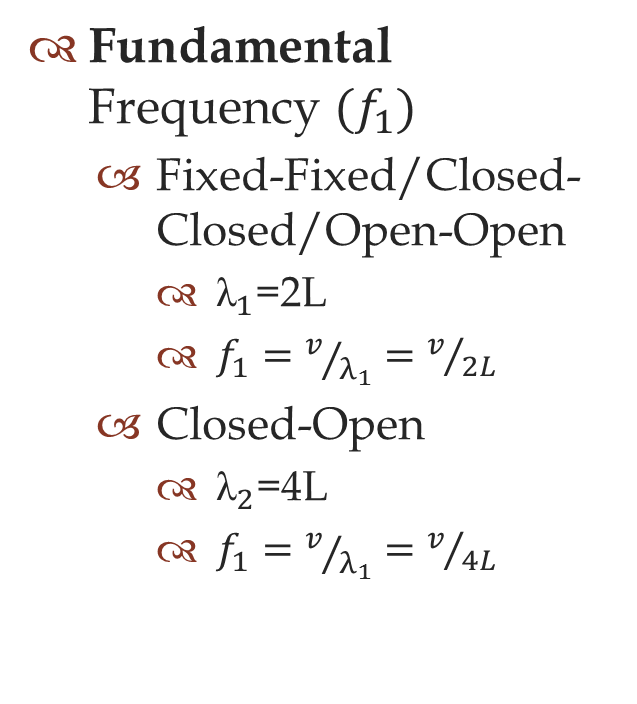 Fundamental
Frequency (f₁)
Fixed-Fixed/Closed-
Closed/Open-Open
λ₁=2L
f₁ = v/λ₁ = v/2L
Closed-Open
λ₂=4L
f₁ = v/λ₁ = v/4L